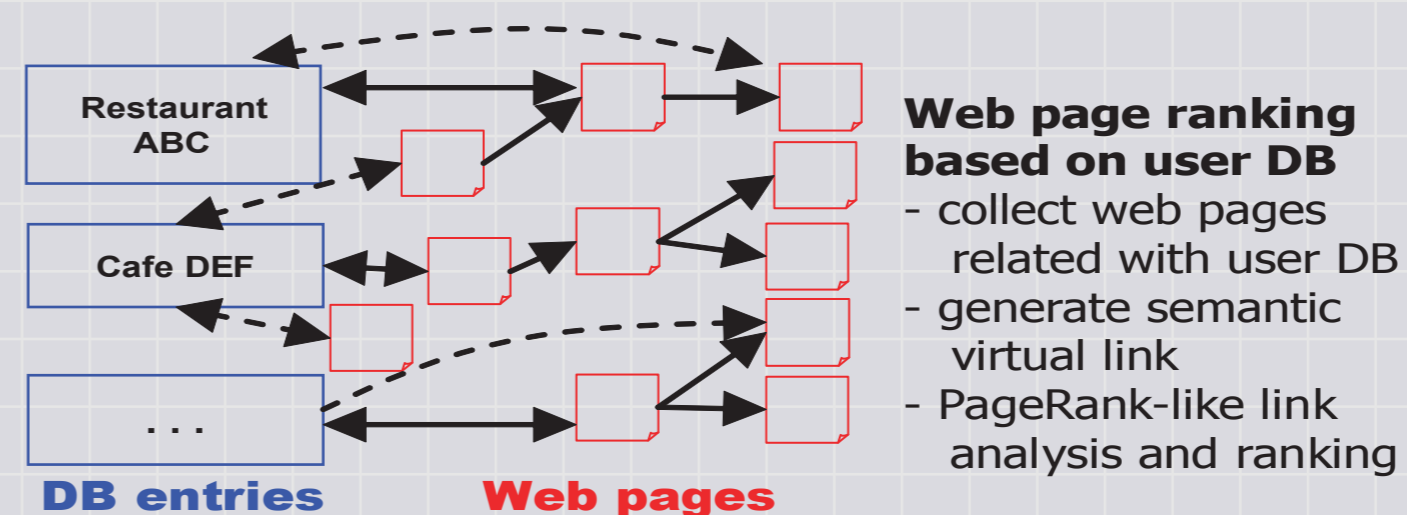 Restaurant
ABC
Cafe DEF
. . .
DB entries
Web pages
Web page ranking
based on user DB
- collect web pages
related with user DB
- generate semantic
virtual link
- PageRank-like link
analysis and ranking